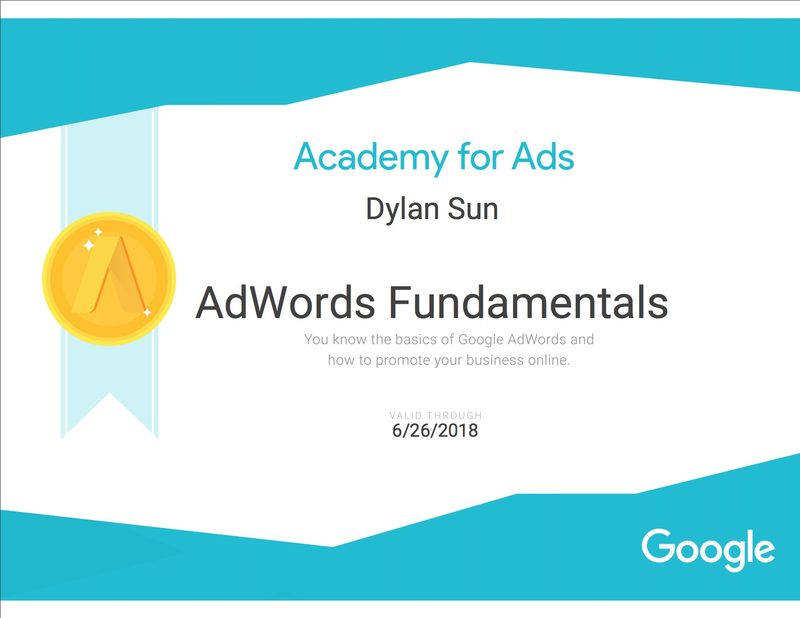 Academy for Ads
Dylan Sun
AdWords Fundamentals
You know the basics of Google AdWords and
how to promote your business online.
VALID THROUGH
6/26/2018
Google